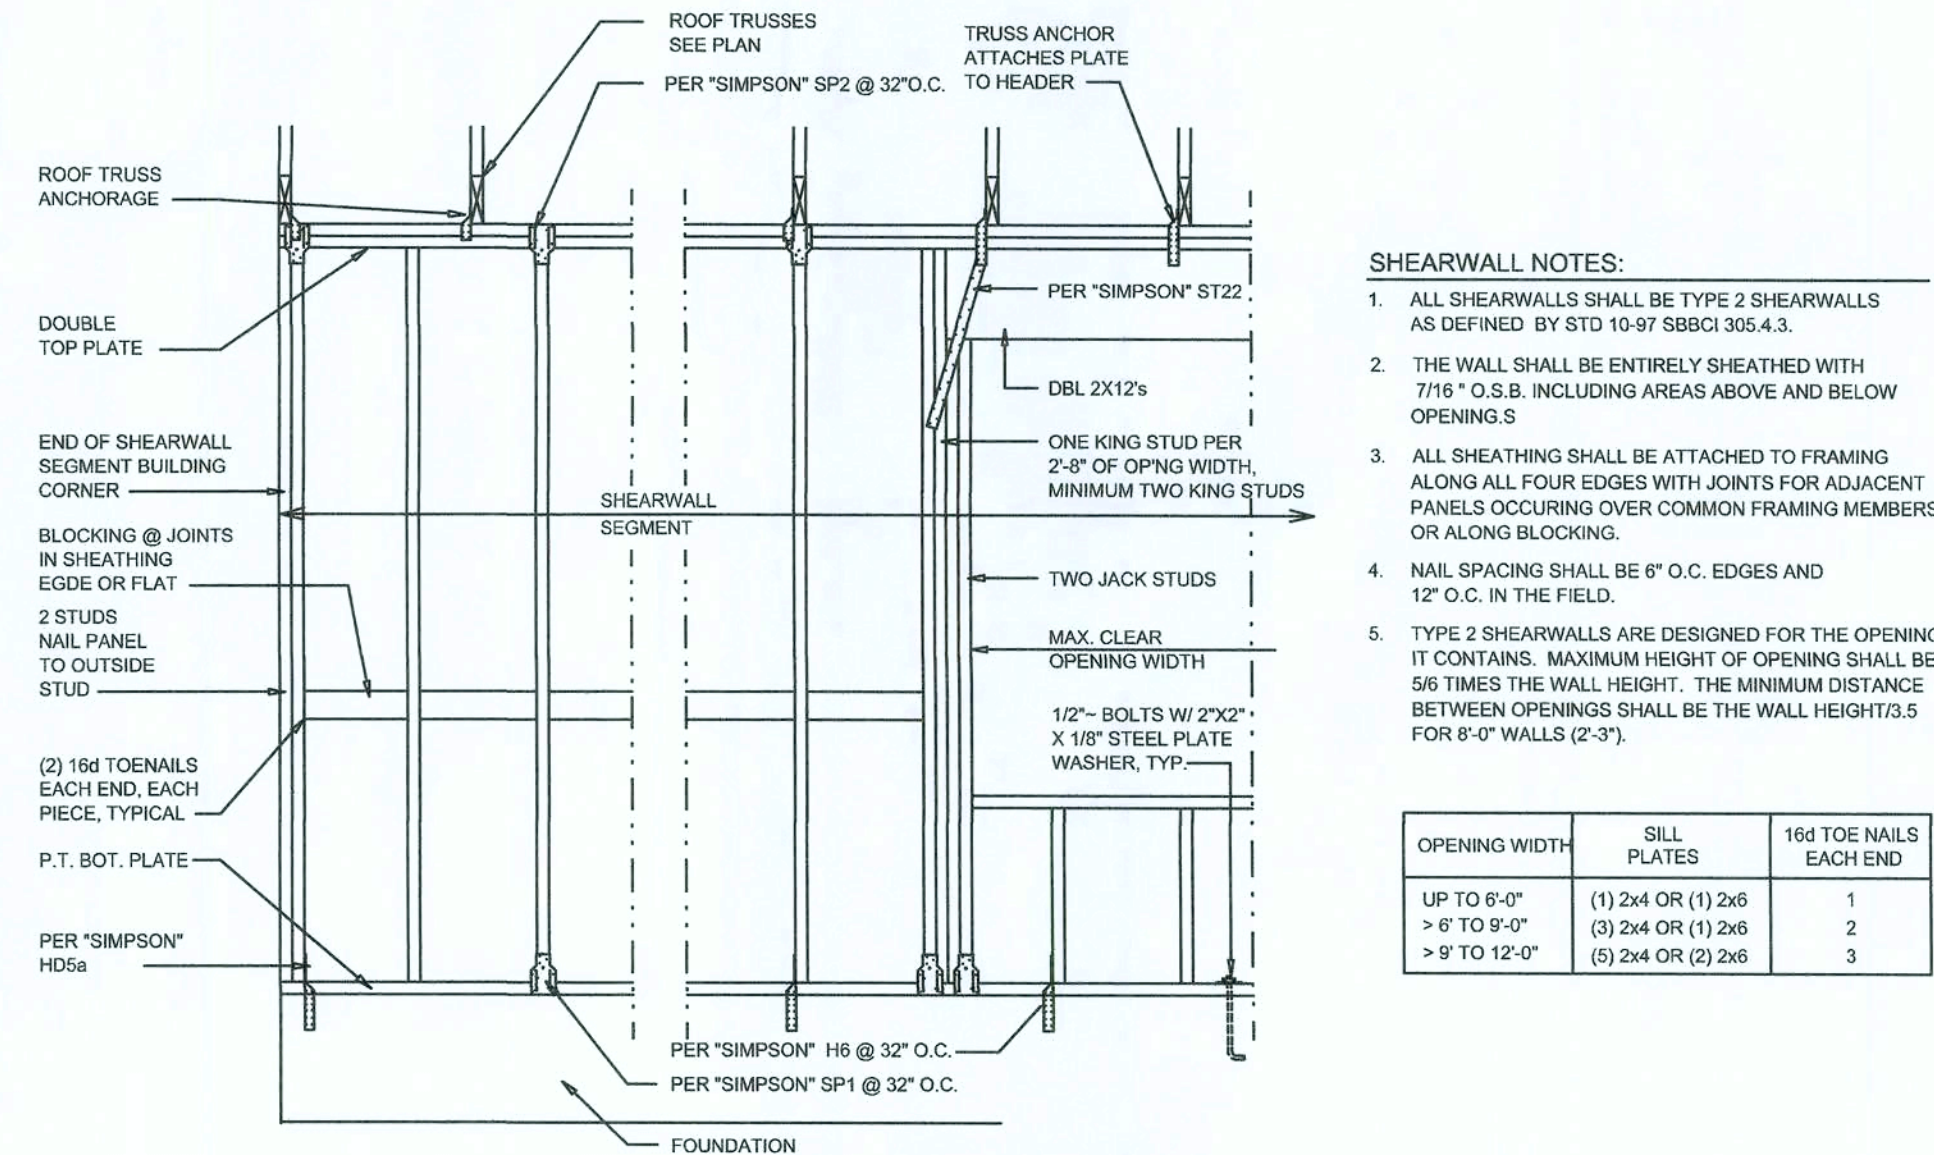 ROOF TRUSSES
SEE PLAN
PER "SIMPSON" SP2 @ 32"O.C.
TRUSS ANCHOR
ATTACHES PLATE
TO HEADER
ROOF TRUSS
ANCHORAGE
DOUBLE
TOP PLATE
END OF SHEARWALL
SEGMENT BUILDING
CORNER
BLOCKING @ JOINTS
IN SHEATHING
EGDE OR FLAT
2 STUDS
NAIL PANEL
TO OUTSIDE
STUD
(2) 16d TOENAILS
EACH END, EACH
PIECE, TYPICAL
P.T. BOT. PLATE
PER "SIMPSON"
HD5a
SHEARWALL
SEGMENT
PER "SIMPSON" ST22
DBL 2X12's
ONE KING STUD PER
2'-8" OF OP'NG WIDTH,
MINIMUM TWO KING STUDS
TWO JACK STUDS
MAX. CLEAR
OPENING WIDTH
1/2"~ BOLTS W/ 2"X2"
X 1/8" STEEL PLATE
WASHER, TYP.
PER "SIMPSON" H6 @ 32" O.C.
PER "SIMPSON" SP1 @ 32" O.C.
FOUNDATION
SHEARWALL NOTES:
1. ALL SHEARWALLS SHALL BE TYPE 2 SHEARWALLS
AS DEFINED BY STD 10-97 SBBCI 305.4.3.
2. THE WALL SHALL BE ENTIRELY SHEATHED WITH
7/16 " O.S.B. INCLUDING AREAS ABOVE AND BELOW
OPENING.S
3. ALL SHEATHING SHALL BE ATTACHED TO FRAMING
ALONG ALL FOUR EDGES WITH JOINTS FOR ADJACENT
PANELS OCCURING OVER COMMON FRAMING MEMBERS
OR ALONG BLOCKING.
4. NAIL SPACING SHALL BE 6" O.C. EDGES AND
12" O.C. IN THE FIELD.
5. TYPE 2 SHEARWALLS ARE DESIGNED FOR THE OPENING
IT CONTAINS. MAXIMUM HEIGHT OF OPENING SHALL BE
5/6 TIMES THE WALL HEIGHT. THE MINIMUM DISTANCE
BETWEEN OPENINGS SHALL BE THE WALL HEIGHT/3.5
FOR 8'-0" WALLS (2'-3").
OPENING WIDTH
SILL
PLATES
16d TOE NAILS
EACH END
UP TO 6'-0" (1) 2x4 OR (1) 2x6 1
> 6' TO 9'-0" (3) 2x4 OR (1) 2x6 2
> 9' TO 12'-0" (5) 2x4 OR (2) 2x6 3